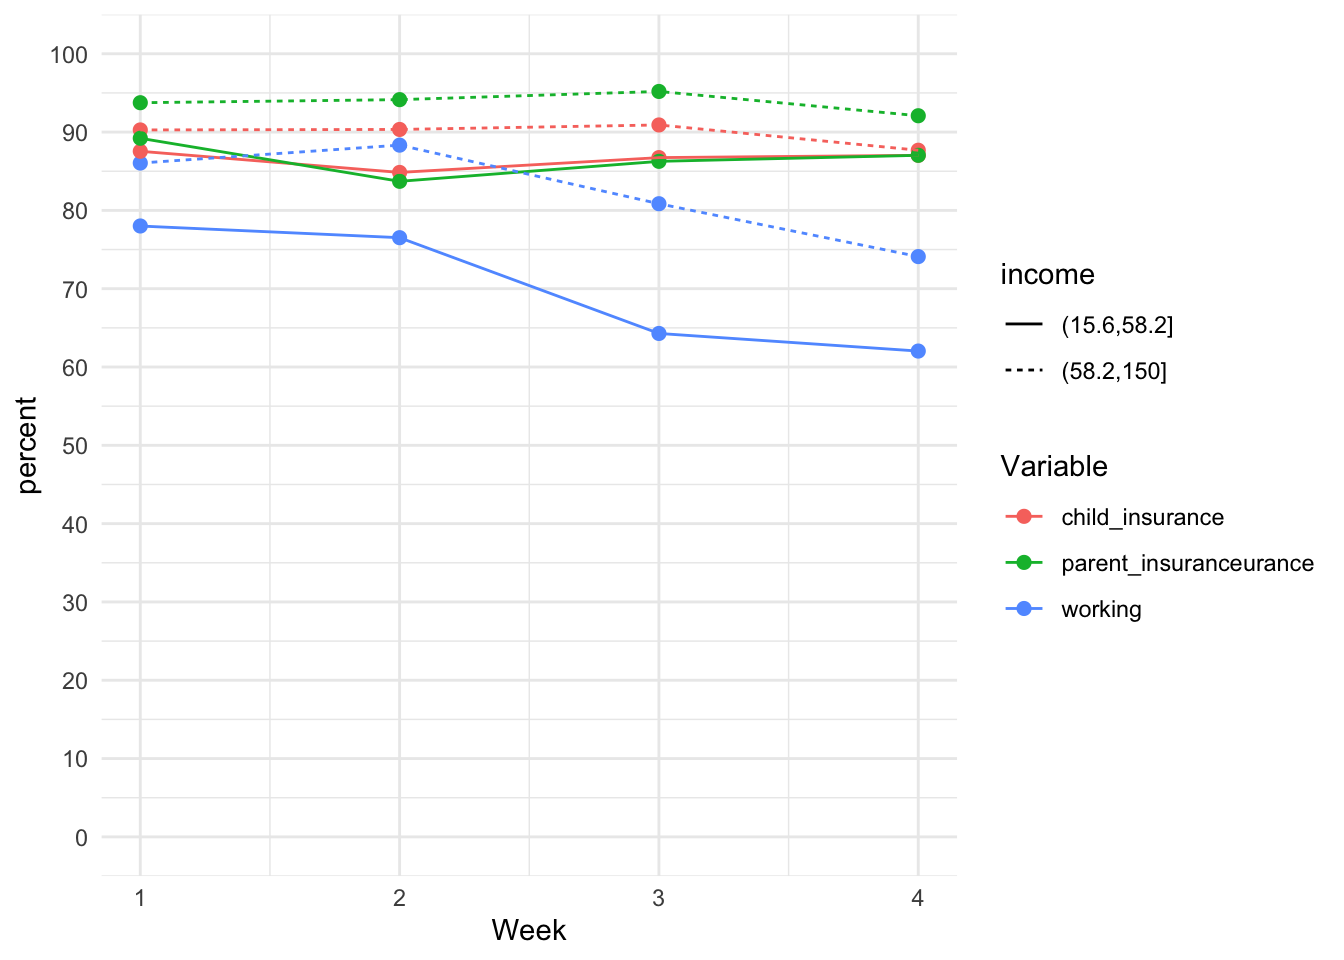 100
90
80
70
60
50
40
30
20
10
0
percent
1 2 3 4
Week
income
(15.6,58.2]
(58.2,150]
Variable
child_insurance
parent_insuranceurance
working